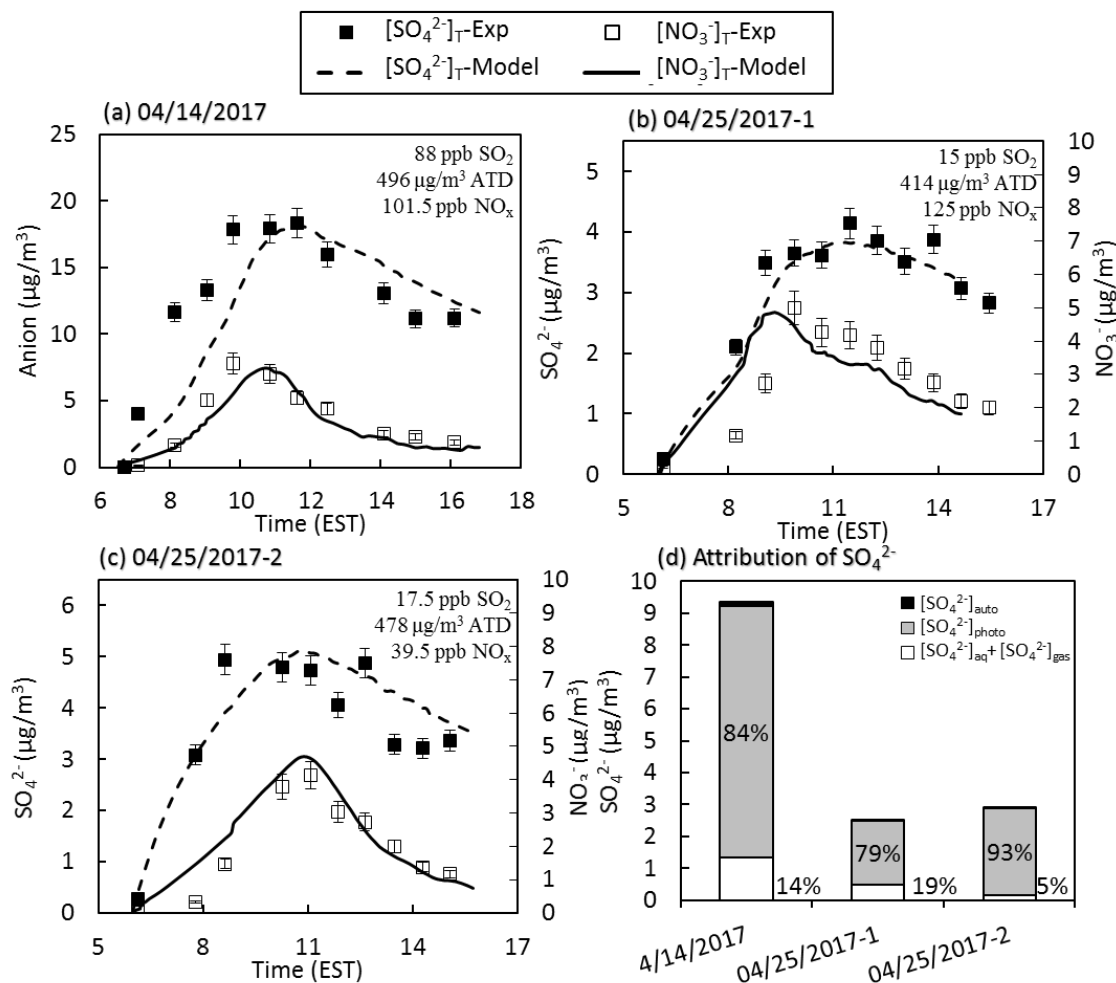 [SO₄²⁻]T-Exp [NO₃⁻]T-Exp
[SO₄²⁻]T-Model [NO₃⁻]T-Model
(a) 04/14/2017
88 ppb SO₂
496 µg/m³ ATD
101.5 ppb NOₓ
Anion (µg/m³)
25
20
15
10
5
0
6 8 10 12 14 16 18
Time (EST)
(b) 04/25/2017-1
15 ppb SO₂
414 µg/m³ ATD
125 ppb NOₓ
SO₄²⁻ (µg/m³)
5
4
3
2
1
0
NO₃⁻ (µg/m³)
10
9
8
7
6
5
4
3
2
1
0
5 8 11 14 17
Time (EST)
(c) 04/25/2017-2
17.5 ppb SO₂
478 µg/m³ ATD
39.5 ppb NOₓ
SO₄²⁻ (µg/m³)
6
5
4
3
2
1
0
NO₃⁻ (µg/m³)
10
9
8
7
6
5
4
3
2
1
0
5 8 11 14 17
Time (EST)
(d) Attribution of SO₄²⁻
[SO₄²⁻]auto
[SO₄²⁻]photo
[SO₄²⁻]aq+[SO₄²⁻]gas
SO₄²⁻ (µg/m³)
10
9
8
7
6
5
4
3
2
1
0
84%
79%
93%
14%
19%
5%
4/14/2017
04/25/2017-1
04/25/2017-2